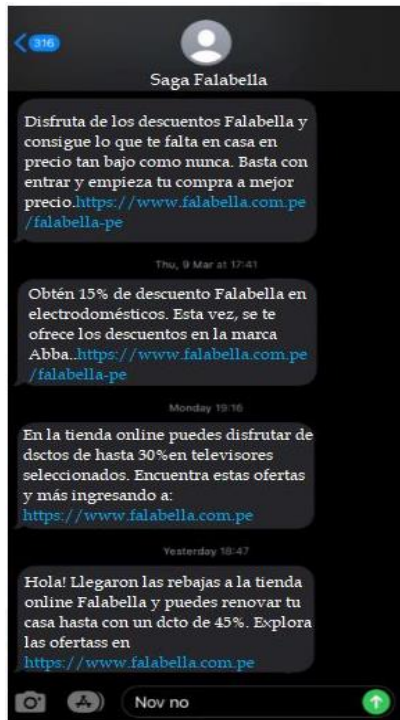 316
Saga Falabella
Disfruta de los descuentos Falabella y
consigue lo que te falta en casa en
precio tan bajo como nunca. Basta con
entrar y empieza tu compra a mejor
precio.https://www.falabella.com.pe
/falabella-pe
Thu, 9 Mar at 17:41
Obtén 15% de descuento Falabella en
electrodomésticos. Esta vez, se te
ofrece los descuentos en la marca
Abba..https://www.falabella.com.pe
/falabella-pe
Monday 19:16
En la tienda online puedes disfrutar de
dsctos de hasta 30%en televisores
seleccionados. Encuentra estas ofertas
y más ingresando a:
https://www.falabella.com.pe
Yesterday 18:47
Hola! Llegaron las rebajas a la tienda
online Falabella y puedes renovar tu
casa hasta con un dcto de 45%. Explora
las ofertass en
https://www.falabella.com.pe
Nov no